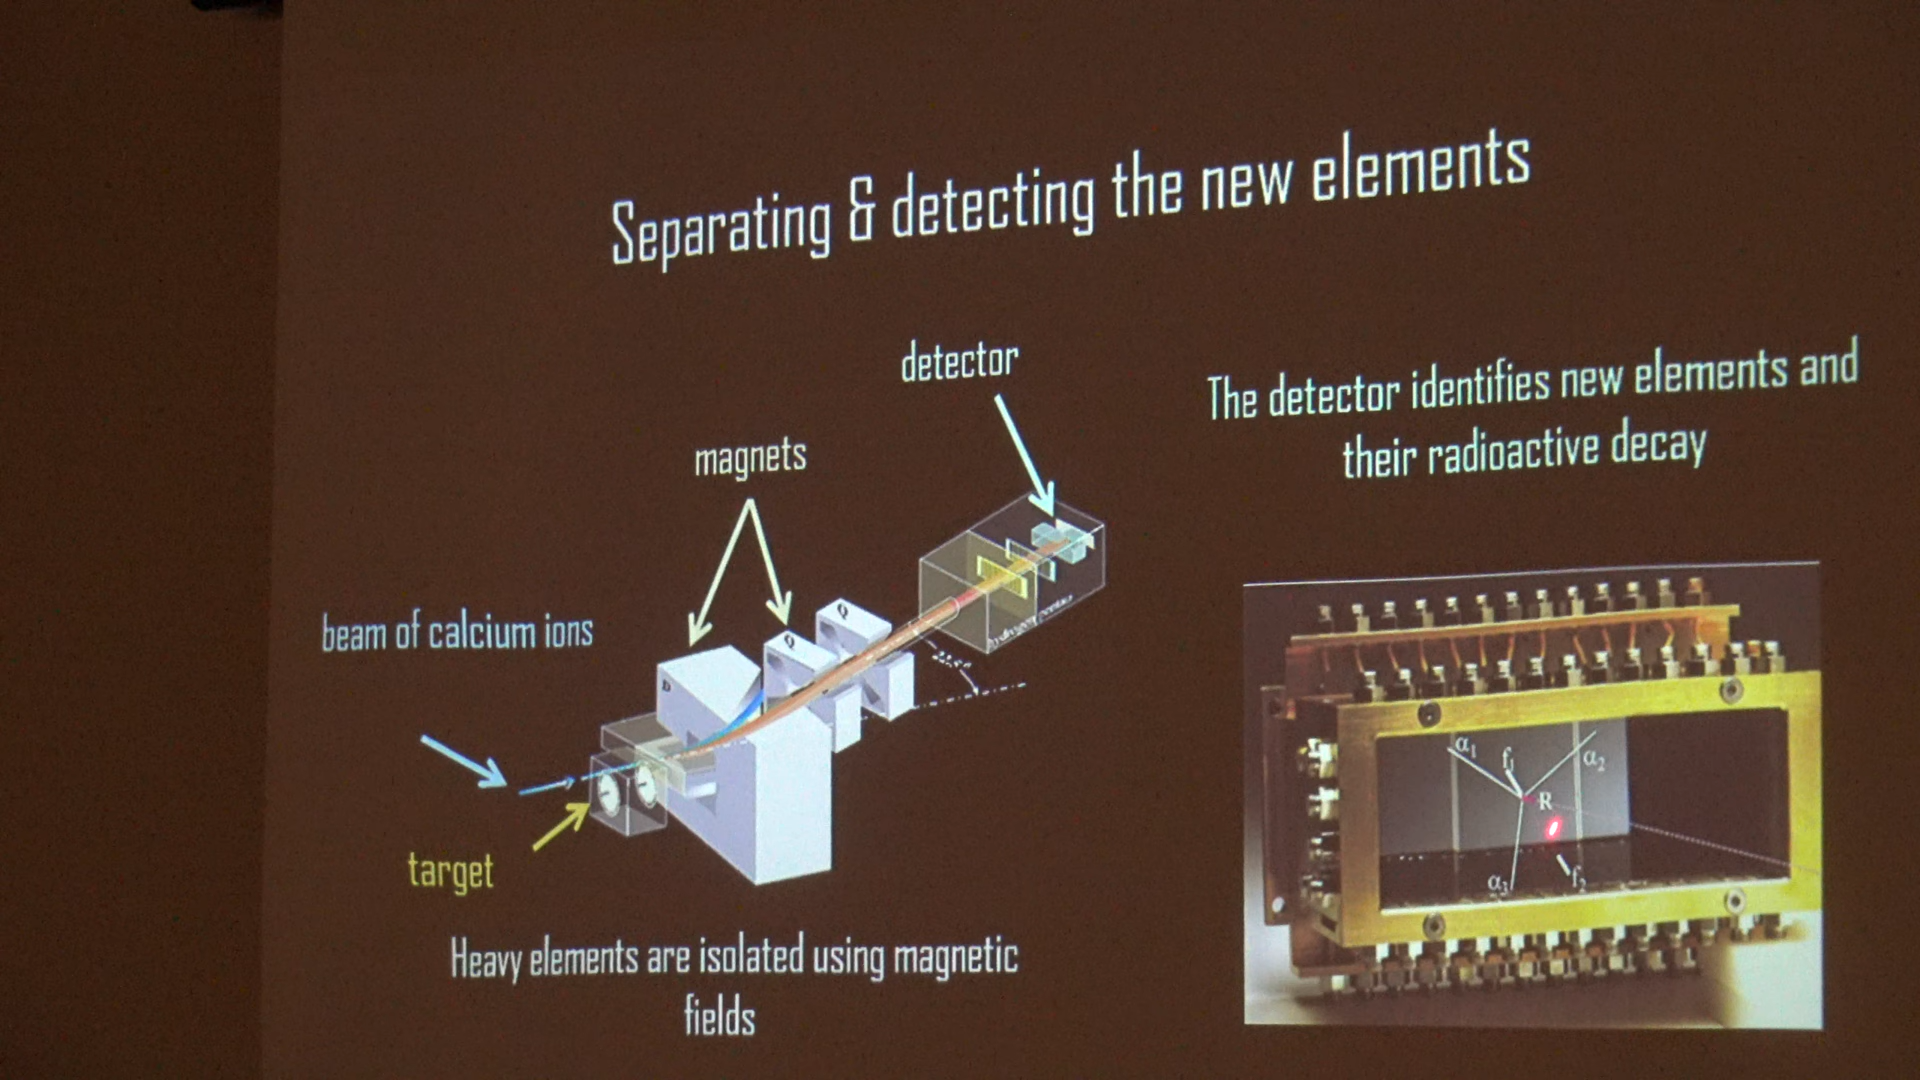 Separating & detecting the new elements
detector
The detector identifies new elements and
their radioactive decay
magnets
beam of calcium ions
Q
Q
D
target
α1
f1
α2
R
α3
f2
Heavy elements are isolated using magnetic
fields